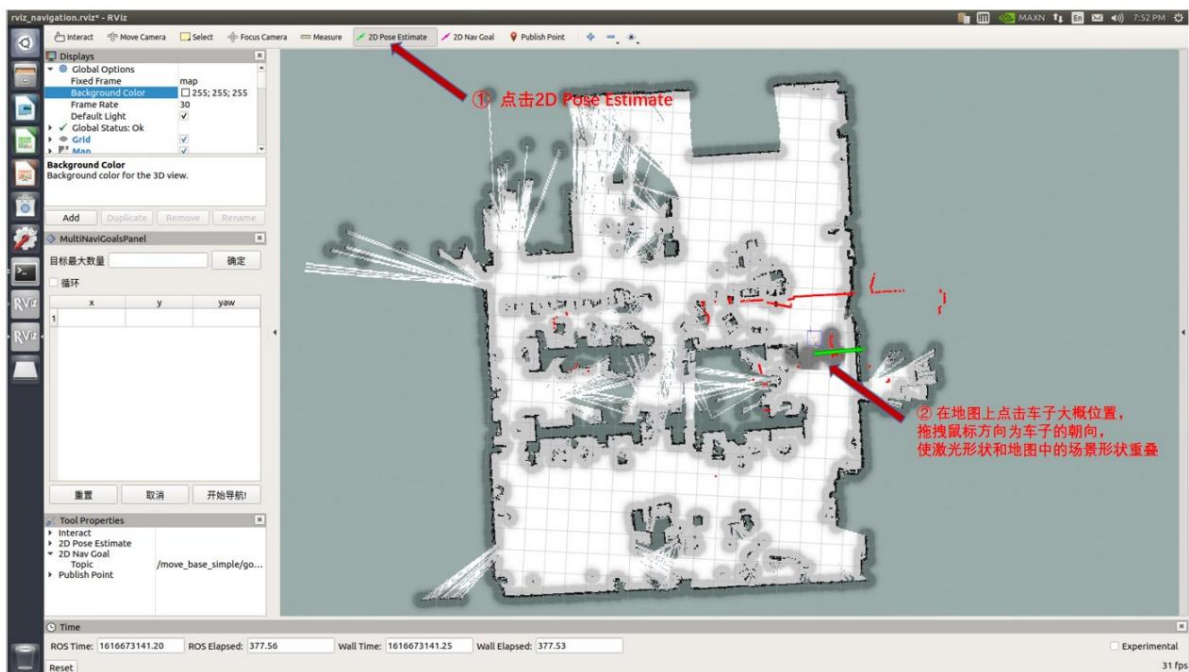 rviz_navigation.rviz* - RViz
MAXN
En
7:52 PM
Interact
Move Camera
Select
Focus Camera
Measure
2D Pose Estimate
2D Nav Goal
Publish Point
Displays
Global Options
Fixed Frame map
Background Color 255; 255; 255
Frame Rate 30
Default Light
Global Status: Ok
Grid
Map
Background Color
Background color for the 3D view.
Add Duplicate Remove Rename
MultiNaviGoalsPanel
目标最大数量 确定
循环
x y yaw
1
重置 取消 开始导航!
Tool Properties
Interact
2D Pose Estimate
2D Nav Goal
Topic /move_base_simple/go...
Publish Point
RViz
RViz
① 点击2D Pose Estimate
② 在地图上点击车子大概位置，
拖拽鼠标方向为车子的朝向，
使激光形状和地图中的场景形状重叠
Time
ROS Time: 1616673141.20 ROS Elapsed: 377.56 Wall Time: 1616673141.25 Wall Elapsed: 377.53 Experimental
Reset 31 fps